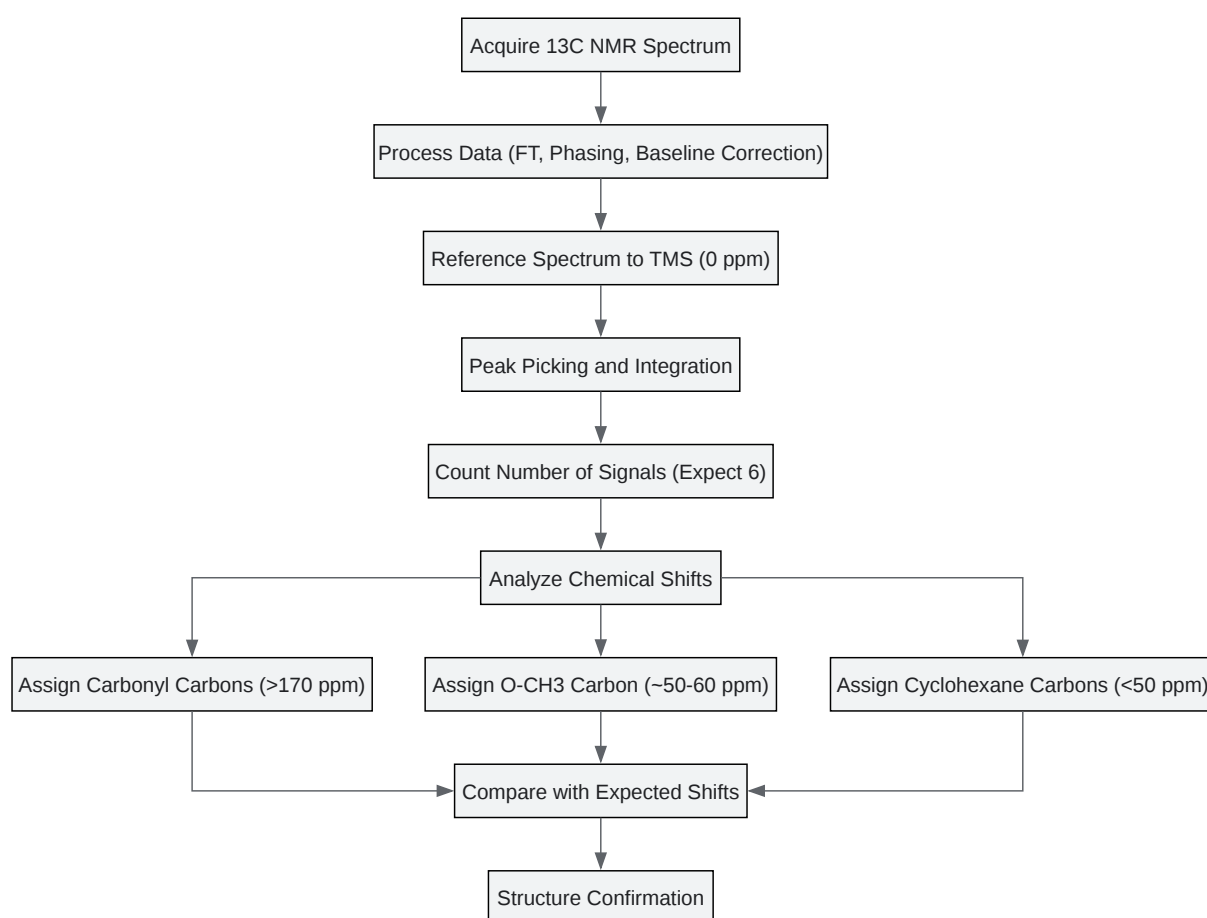 Acquire 13C NMR Spectrum
Process Data (FT, Phasing, Baseline Correction)
Reference Spectrum to TMS (0 ppm)
Peak Picking and Integration
Count Number of Signals (Expect 6)
Analyze Chemical Shifts
Assign Carbonyl Carbons (>170 ppm)
Assign O-CH3 Carbon (~50-60 ppm)
Assign Cyclohexane Carbons (<50 ppm)
Compare with Expected Shifts
Structure Confirmation